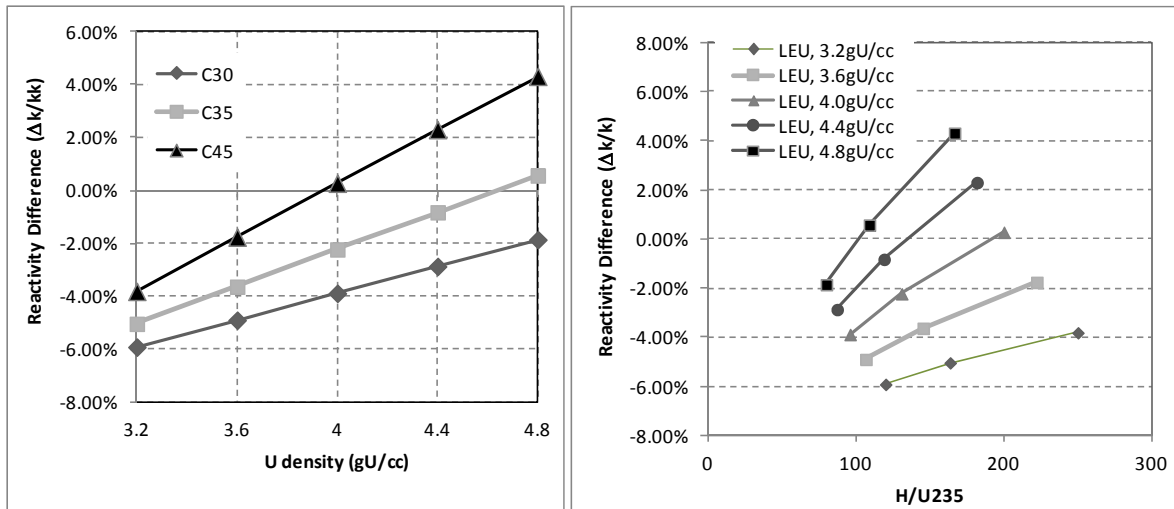 6.00%
4.00%
2.00%
0.00%
-2.00%
-4.00%
-6.00%
-8.00%
3.2 3.6 4 4.4 4.8
U density (gU/cc)
Reactivity Difference (Δk/kk)
C30
C35
C45
8.00%
6.00%
4.00%
2.00%
0.00%
-2.00%
-4.00%
-6.00%
-8.00%
0 100 200 300
H/U235
Reactivity Difference (Δk/k)
LEU, 3.2gU/cc
LEU, 3.6gU/cc
LEU, 4.0gU/cc
LEU, 4.4gU/cc
LEU, 4.8gU/cc